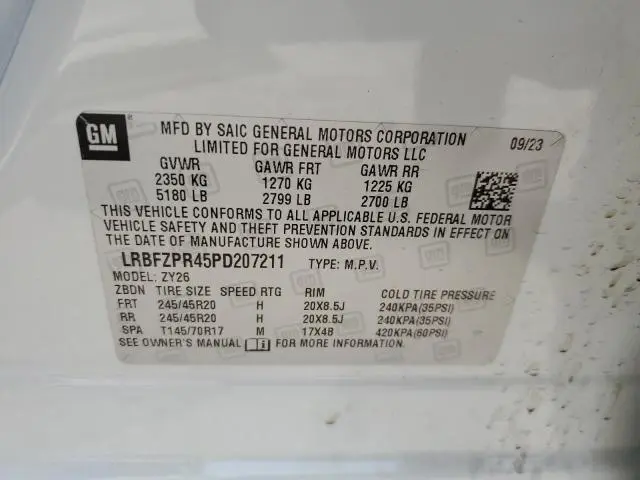 GM
MFD BY SAIC GENERAL MOTORS CORPORATION 09/23
LIMITED FOR GENERAL MOTORS LLC
GVWR GAWR FRT GAWR RR
2350 KG 1270 KG 1225 KG
5180 LB 2799 LB 2700 LB
THIS VEHICLE CONFORMS TO ALL APPLICABLE U.S. FEDERAL MOTOR
VEHICLE SAFETY AND THEFT PREVENTION STANDARDS IN EFFECT ON
THE DATE OF MANUFACTURE SHOWN ABOVE.
LRBFZPR45PD207211 TYPE: M.P.V.
MODEL: ZY26
ZBDN TIRE SIZE SPEED RTG RIM COLD TIRE PRESSURE
FRT 245/45R20 H 20X8.5J 240KPA(35PSI)
RR 245/45R20 H 20X8.5J 240KPA(35PSI)
SPA T145/70R17 M 17X4B 420KPA(60PSI)
SEE OWNER'S MANUAL FOR MORE INFORMATION.